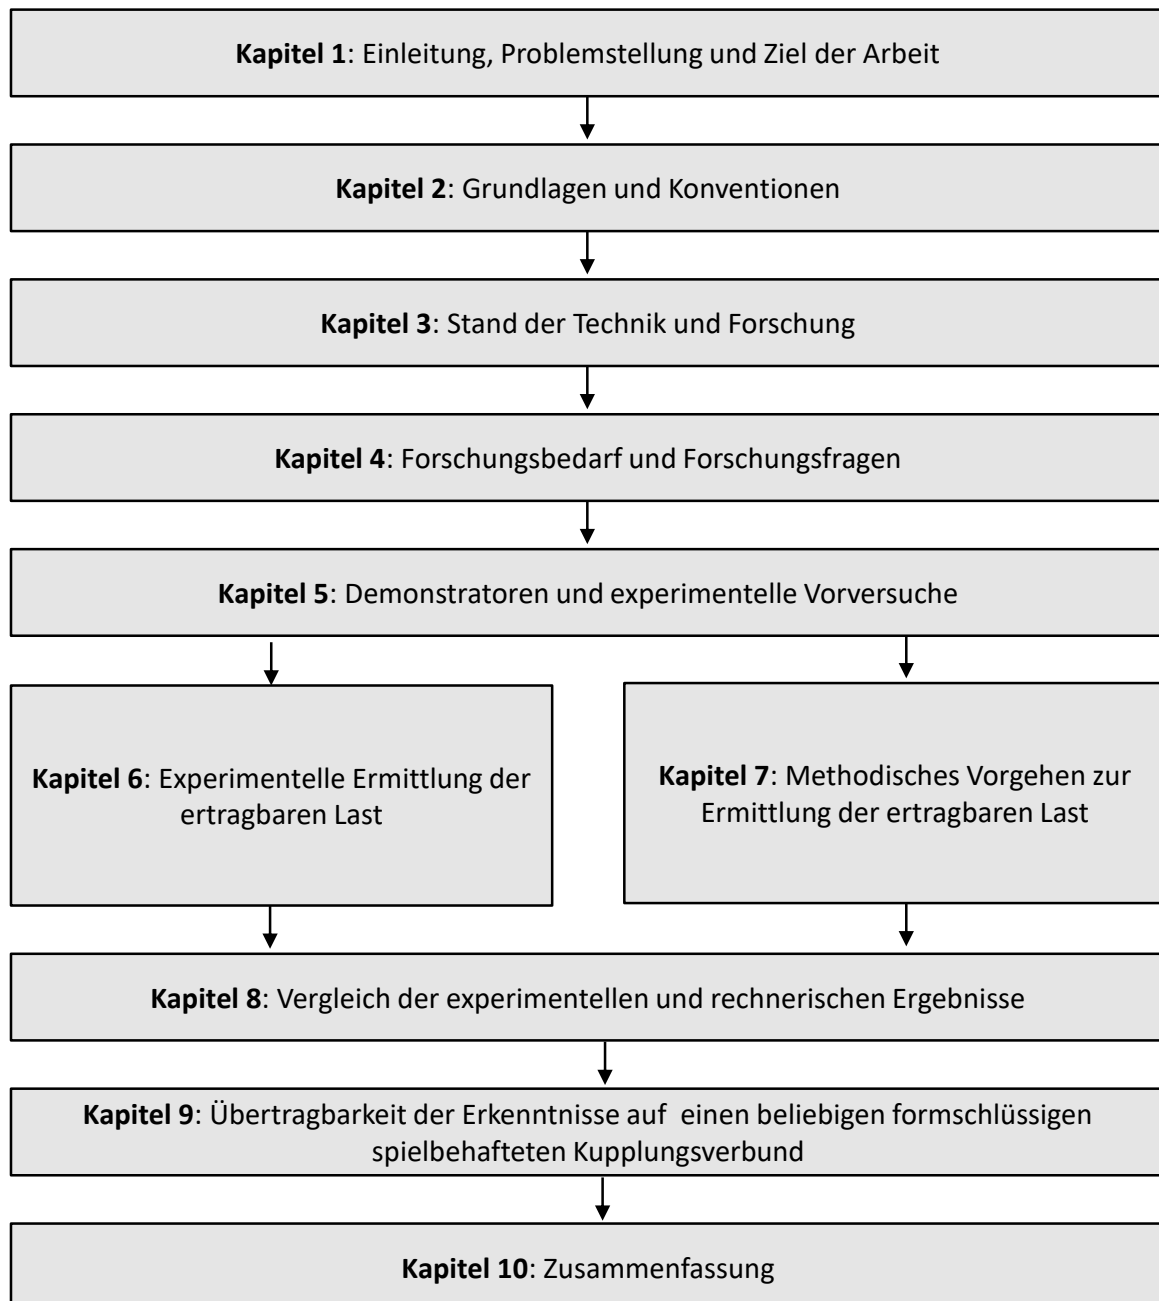 Kapitel 1: Einleitung, Problemstellung und Ziel der Arbeit
Kapitel 2: Grundlagen und Konventionen
Kapitel 3: Stand der Technik und Forschung
Kapitel 4: Forschungsbedarf und Forschungsfragen
Kapitel 5: Demonstratoren und experimentelle Vorversuche
Kapitel 6: Experimentelle Ermittlung der
ertragbaren Last
Kapitel 7: Methodisches Vorgehen zur
Ermittlung der ertragbaren Last
Kapitel 8: Vergleich der experimentellen und rechnerischen Ergebnisse
Kapitel 9: Übertragbarkeit der Erkenntnisse auf  einen beliebigen formschlüssigen
spielbehafteten Kupplungsverbund
Kapitel 10: Zusammenfassung